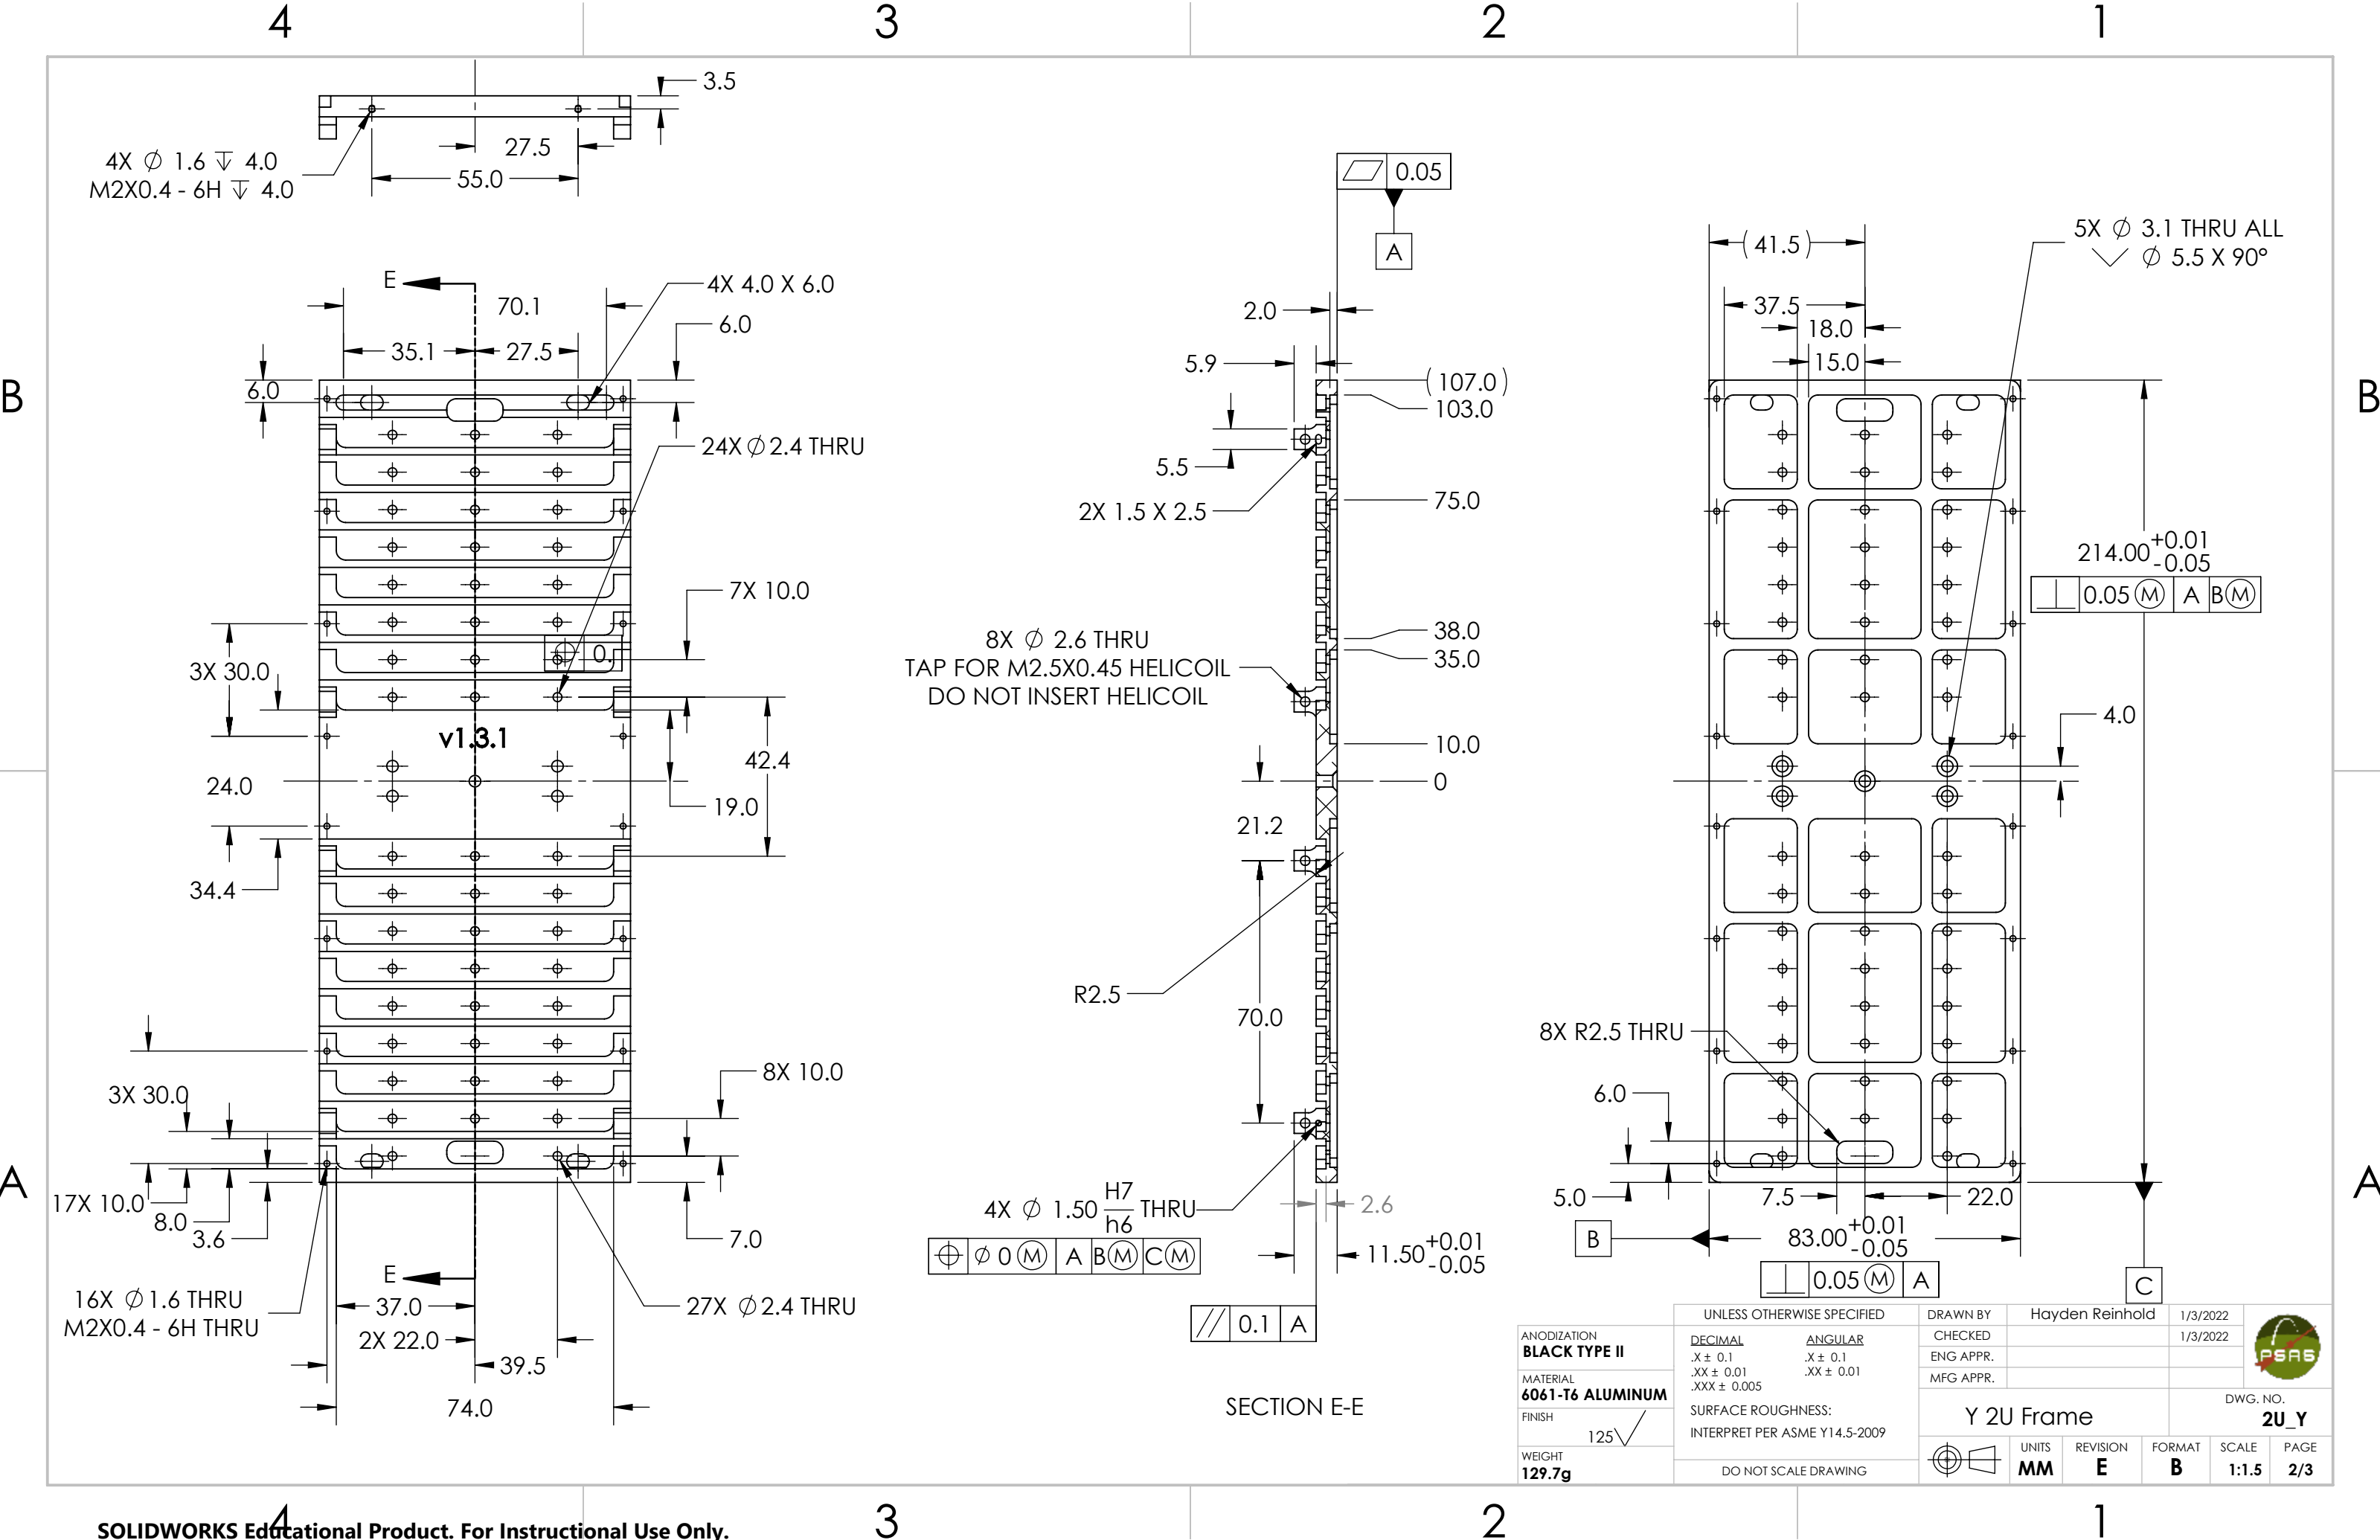 4 3 2 1
B B
A A
3.5
27.5
55.0
4X ∅ 1.6 ↧ 4.0
M2X0.4 - 6H ↧ 4.0
E
70.1
4X 4.0 X 6.0
6.0
35.1
27.5
6.0
24X ∅ 2.4 THRU
7X 10.0
0.
3X 30.0
v1.3.1
42.4
24.0
19.0
34.4
8X 10.0
3X 30.0
17X 10.0
8.0
3.6
7.0
E
16X ∅ 1.6 THRU
M2X0.4 - 6H THRU
37.0
2X 22.0
39.5
74.0
27X ∅ 2.4 THRU
⏥ 0.05
A
2.0
5.9
(107.0)
103.0
5.5
2X 1.5 X 2.5
75.0
8X ∅ 2.6 THRU
TAP FOR M2.5X0.45 HELICOIL
DO NOT INSERT HELICOIL
38.0
35.0
10.0
0
21.2
R2.5
70.0
4X ∅ 1.50 H7/h6 THRU
⌖ ∅ 0 Ⓜ A B Ⓜ C Ⓜ
2.6
11.50 +0.01 -0.05
// 0.1 A
SECTION E-E
(41.5)
37.5
18.0
15.0
5X ∅ 3.1 THRU ALL
⌵ ∅ 5.5 X 90°
214.00 +0.01 -0.05
⊥ 0.05 Ⓜ A B Ⓜ
4.0
8X R2.5 THRU
6.0
5.0
7.5
22.0
B
83.00 +0.01 -0.05
⊥ 0.05 Ⓜ A
C
ANODIZATION
BLACK TYPE II
MATERIAL
6061-T6 ALUMINUM
FINISH
125
WEIGHT
129.7g
UNLESS OTHERWISE SPECIFIED
DECIMAL ANGULAR
.X ± 0.1 .X ± 0.1
.XX ± 0.01 .XX ± 0.01
.XXX ± 0.005
SURFACE ROUGHNESS:
INTERPRET PER ASME Y14.5-2009
DO NOT SCALE DRAWING
DRAWN BY Hayden Reinhold 1/3/2022
CHECKED 1/3/2022
ENG APPR.
MFG APPR.
PSAS
Y 2U Frame
DWG. NO.
2U_Y
UNITS REVISION FORMAT SCALE PAGE
MM E B 1:1.5 2/3
4 3 2 1
SOLIDWORKS Educational Product. For Instructional Use Only.